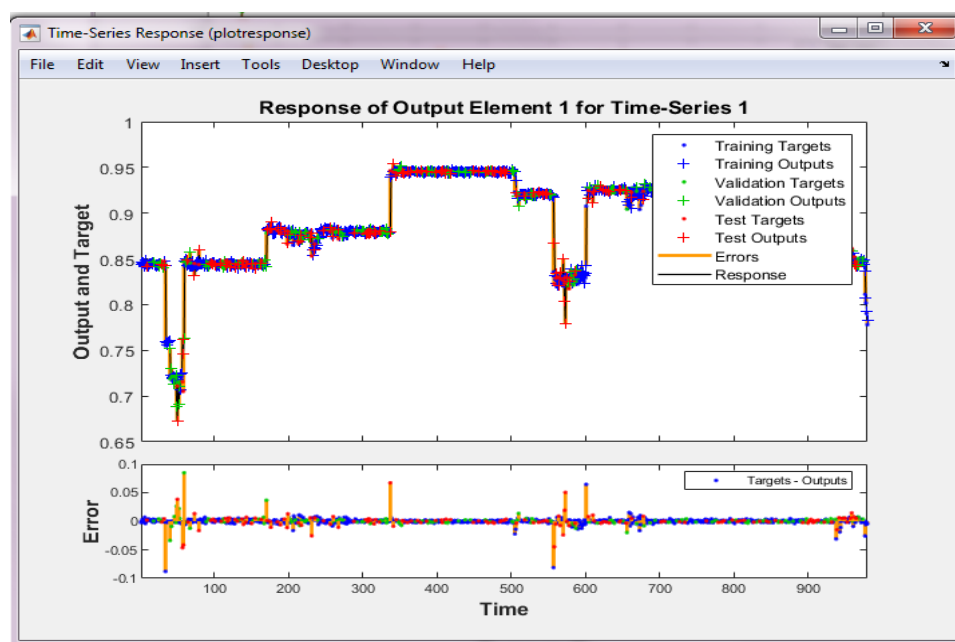 Time-Series Response (plotresponse)
File Edit View Insert Tools Desktop Window Help
Response of Output Element 1 for Time-Series 1
Output and Target
1
0.95
0.9
0.85
0.8
0.75
0.7
0.65
Training Targets
Training Outputs
Validation Targets
Validation Outputs
Test Targets
Test Outputs
Errors
Response
Error
0.1
0.05
0
-0.05
-0.1
Targets - Outputs
100 200 300 400 500 600 700 800 900
Time